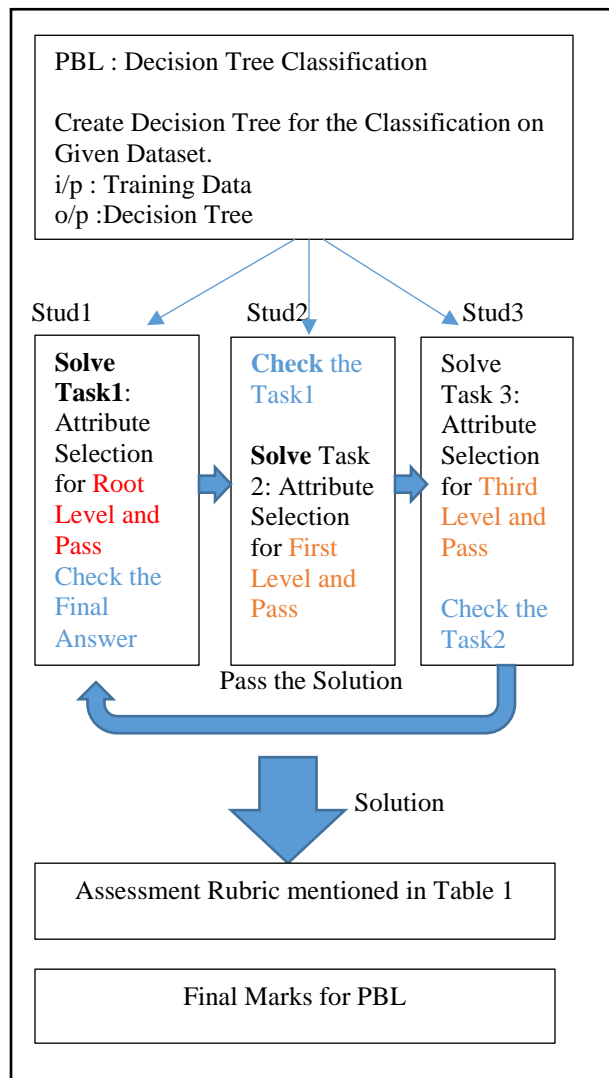 PBL : Decision Tree Classification
Create Decision Tree for the Classification on
Given Dataset.
i/p : Training Data
o/p :Decision Tree
Stud1
Solve
Task1:
Attribute
Selection
for Red
Root
Level and
Pass
Check the
Final
Answer
Stud2
Check the
Task1
Solve Task
2: Attribute
Selection
for First
Level and
Pass
Stud3
Solve
Task 3:
Attribute
Selection
for Third
Level and
Pass
Check the
Task2
Pass the Solution
Solution
Assessment Rubric mentioned in Table 1
Final Marks for PBL